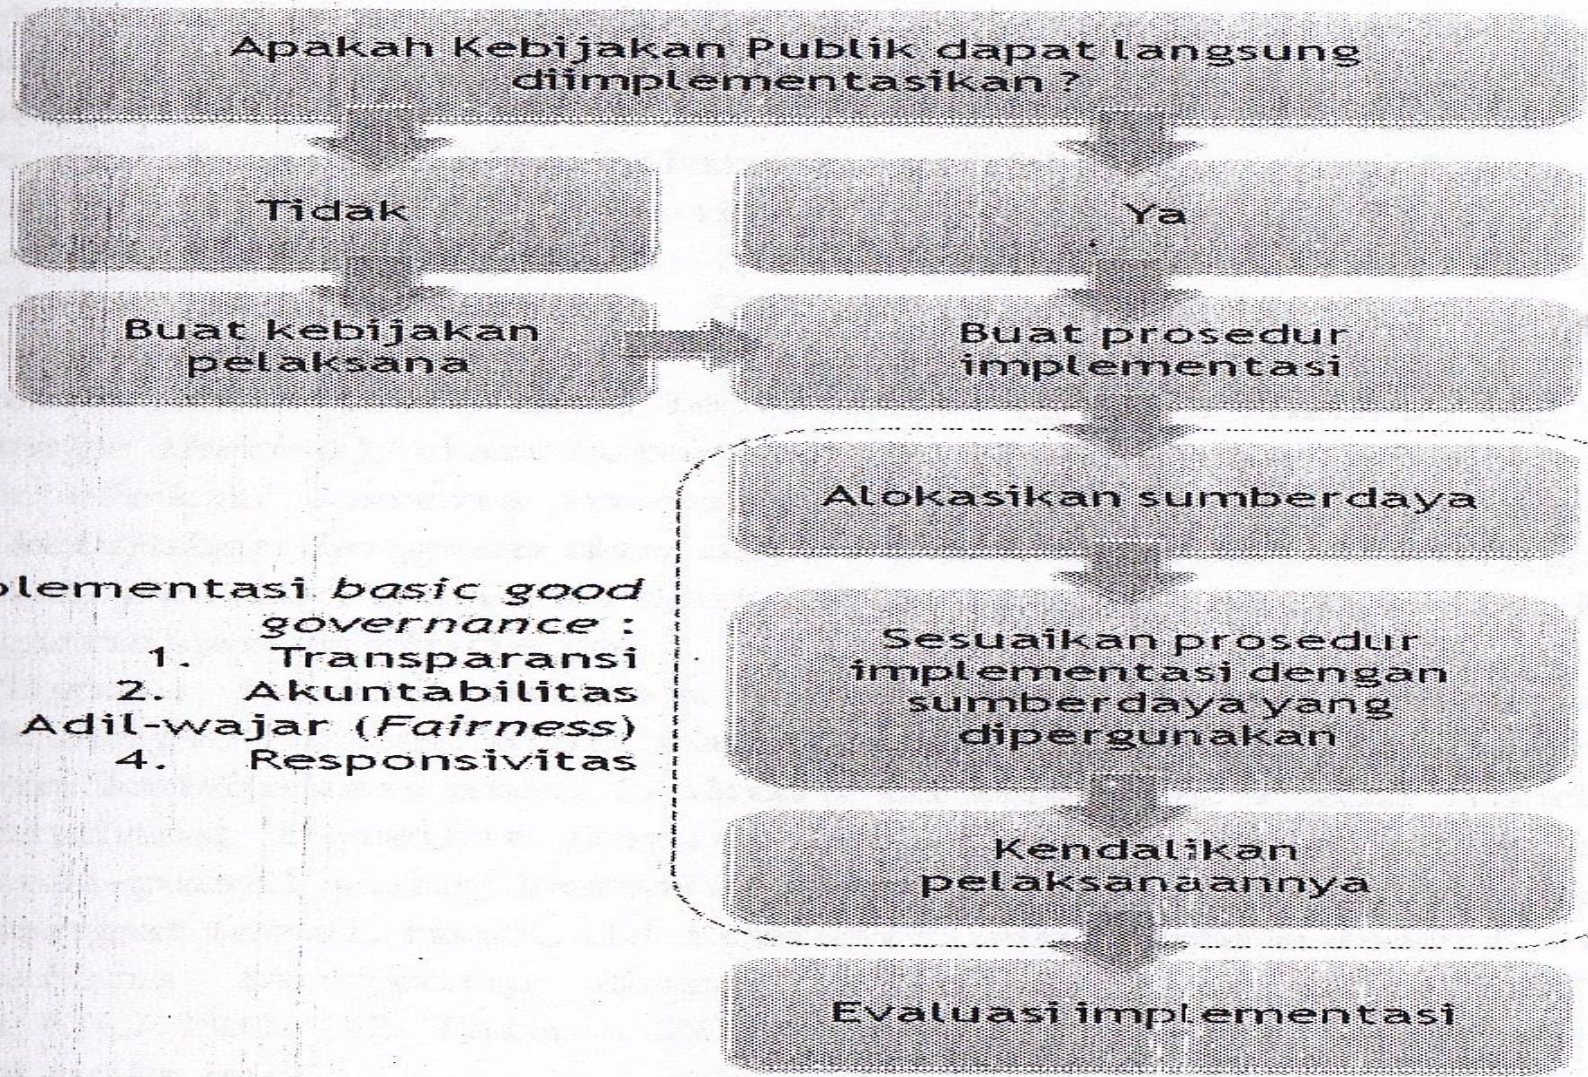 Apakah Kebijakan Publik dapat langsung
diimplementasikan ?
Tidak
Ya
Buat kebijakan
pelaksana
Buat prosedur
implementasi
Alokasikan sumberdaya
plementasi basic good
governance :
1. Transparansi
2. Akuntabilitas
Adil-wajar (Fairness)
4. Responsivitas
Sesuaikan prosedur
implementasi dengan
sumberdaya yang
dipergunakan
Kendalikan
pelaksanaannya
Evaluasi implementasi